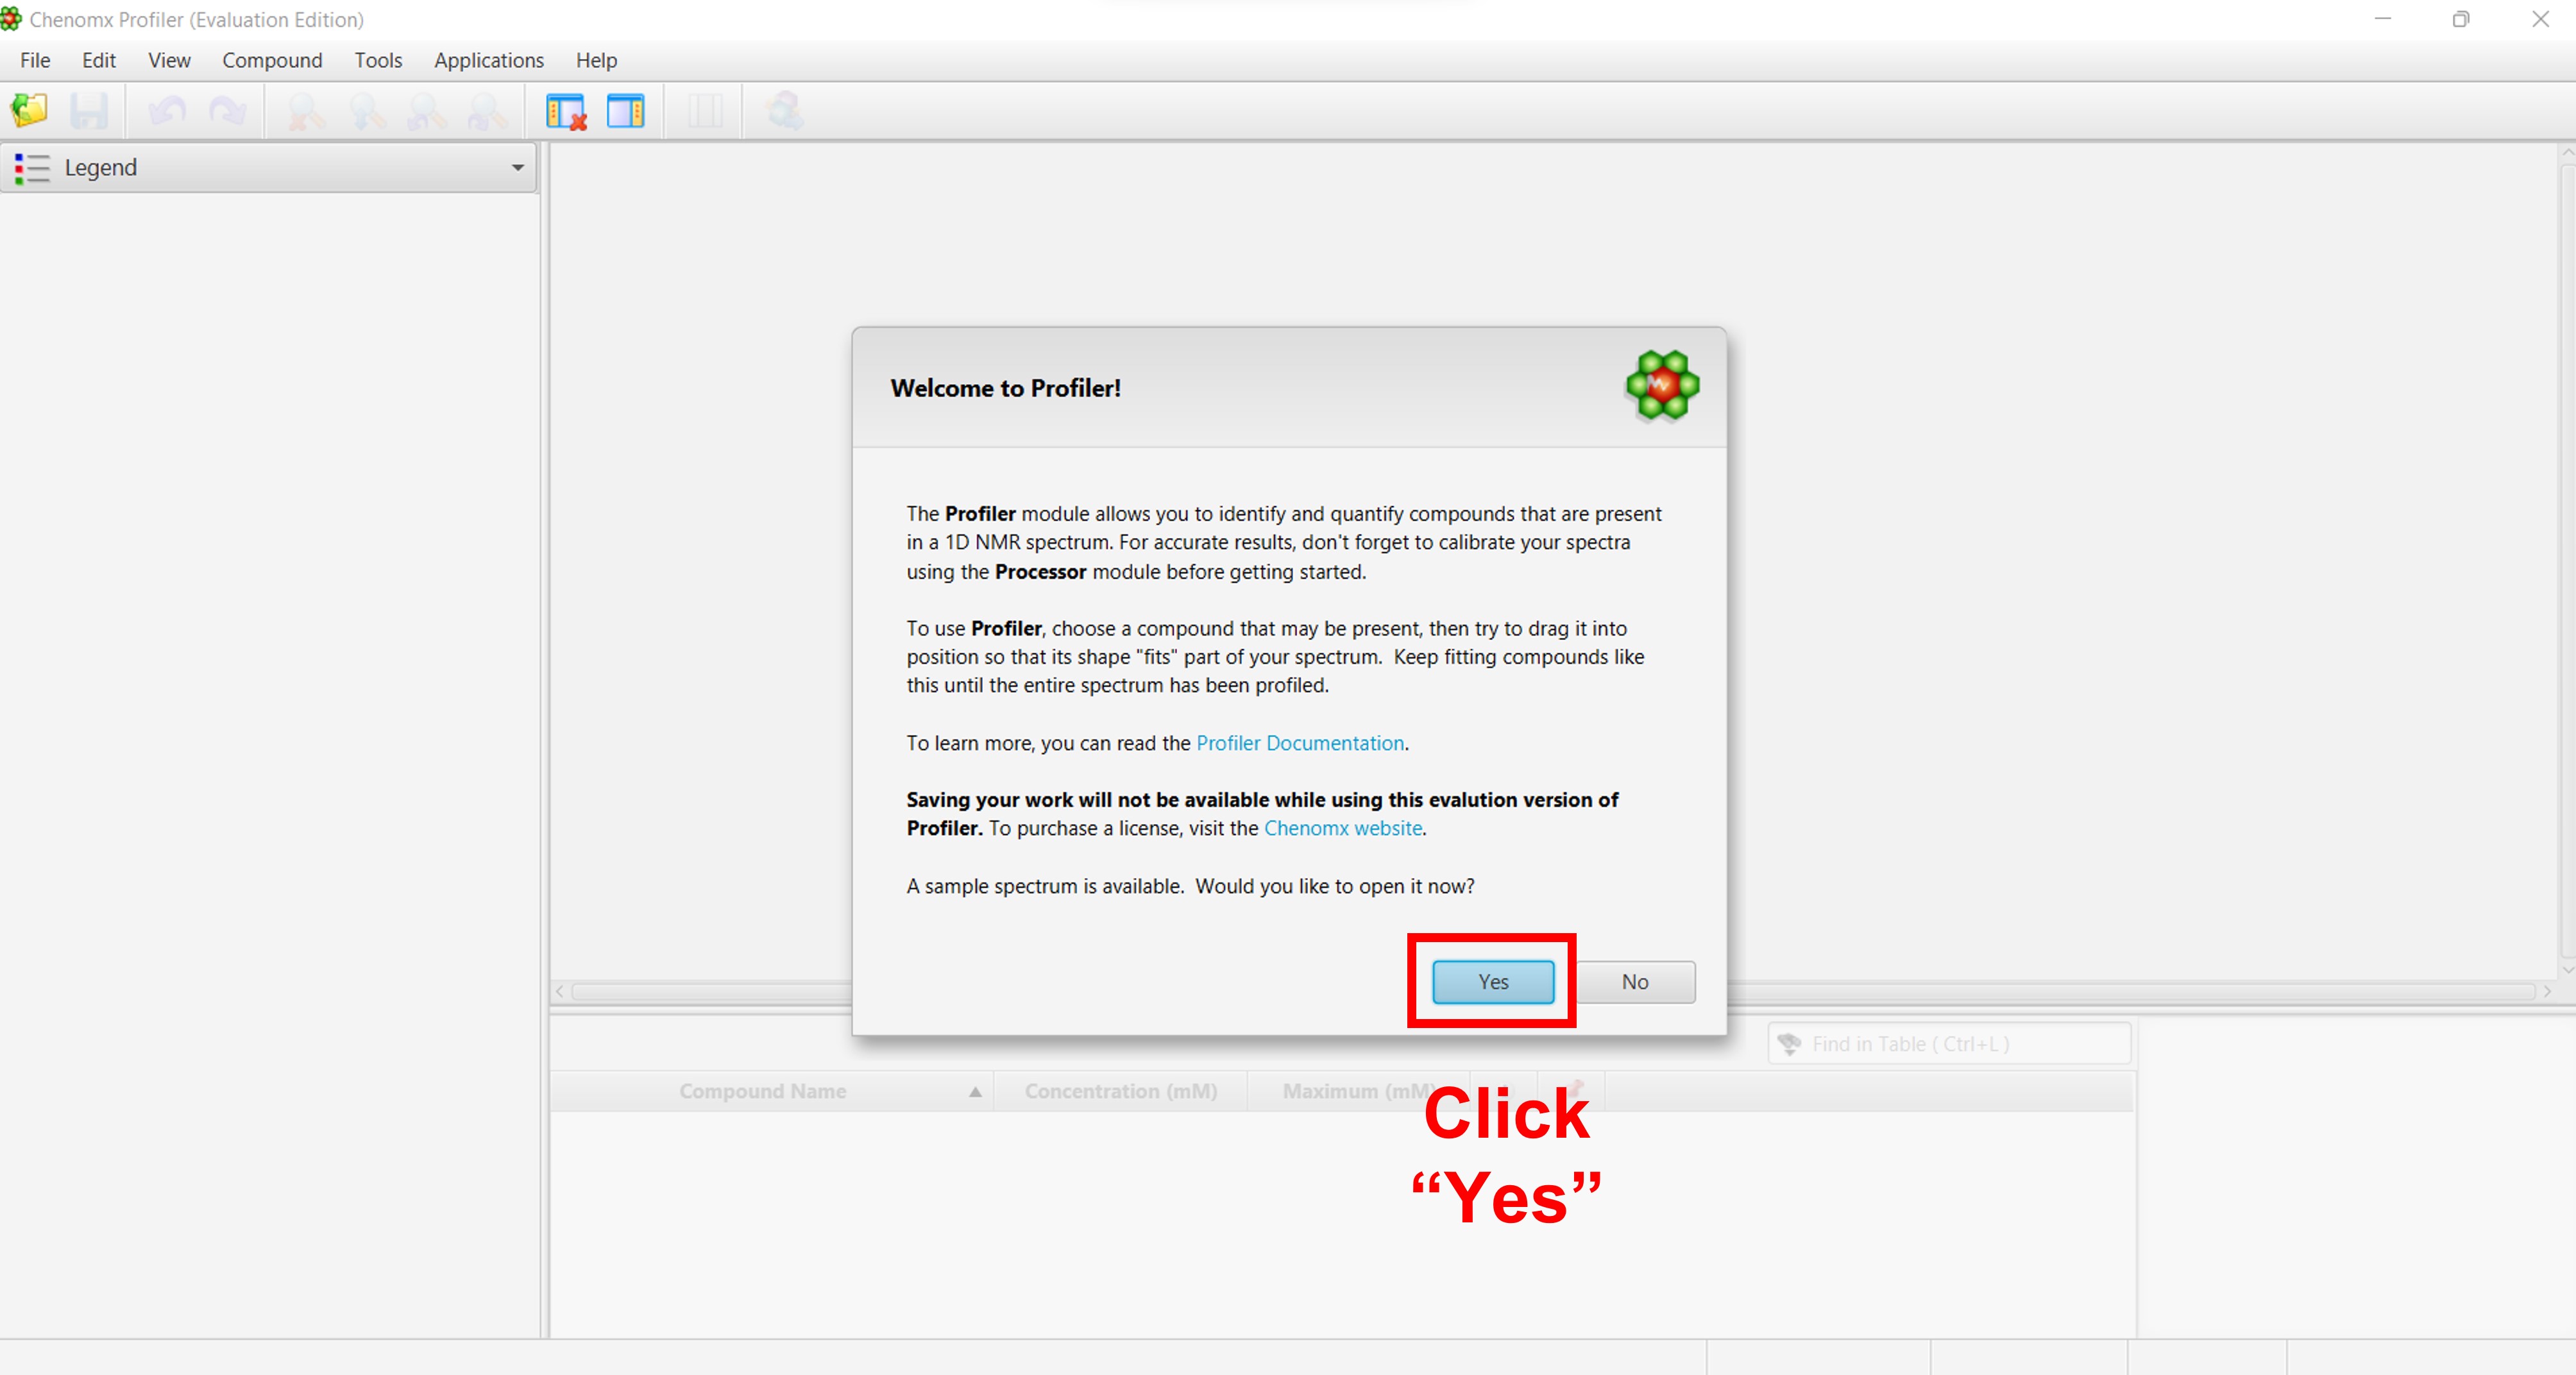 Chenomx Profiler (Evaluation Edition)
File Edit View Compound Tools Applications Help
Legend
Welcome to Profiler!
The Profiler module allows you to identify and quantify compounds that are present
in a 1D NMR spectrum. For accurate results, don't forget to calibrate your spectra
using the Processor module before getting started.
To use Profiler, choose a compound that may be present, then try to drag it into
position so that its shape "fits" part of your spectrum. Keep fitting compounds like
this until the entire spectrum has been profiled.
To learn more, you can read the Profiler Documentation.
Saving your work will not be available while using this evalution version of
Profiler. To purchase a license, visit the Chenomx website.
A sample spectrum is available. Would you like to open it now?
Yes No
Find in Table ( Ctrl+L )
Compound Name Concentration (mM) Maximum (mM)
Click
“Yes”